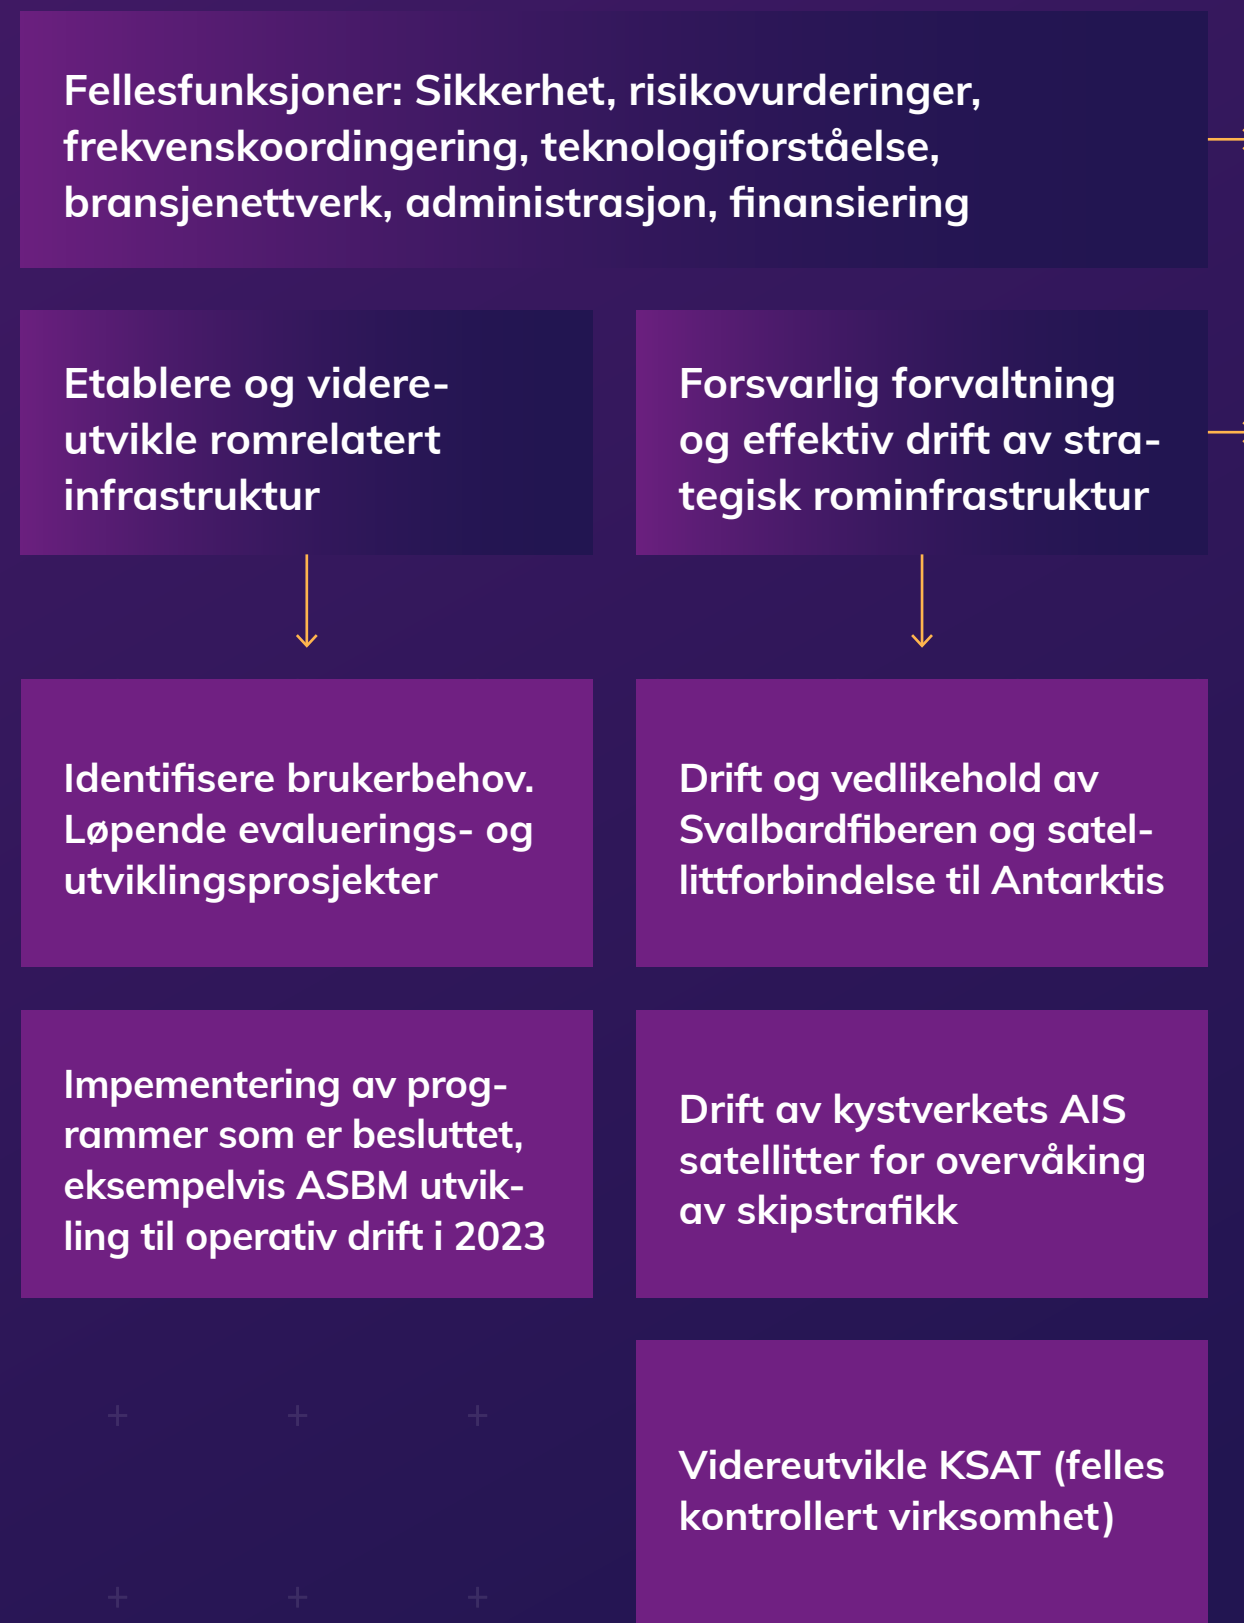 Fellesfunksjoner: Sikkerhet, risikovurderinger,
frekvenskoordingering, teknologiforståelse,
bransjenettverk, administrasjon, finansiering
Etablere og videre-
utvikle romrelatert
infrastruktur
Forsvarlig forvaltning
og effektiv drift av stra-
tegisk rominfrastruktur
Identifisere brukerbehov.
Løpende evaluerings- og
utviklingsprosjekter
Drift og vedlikehold av
Svalbardfiberen og satel-
littforbindelse til Antarktis
Impementering av prog-
rammer som er besluttet,
eksempelvis ASBM utvik-
ling til operativ drift i 2023
Drift av kystverkets AIS
satellitter for overvåking
av skipstrafikk
Videreutvikle KSAT (felles
kontrollert virksomhet)